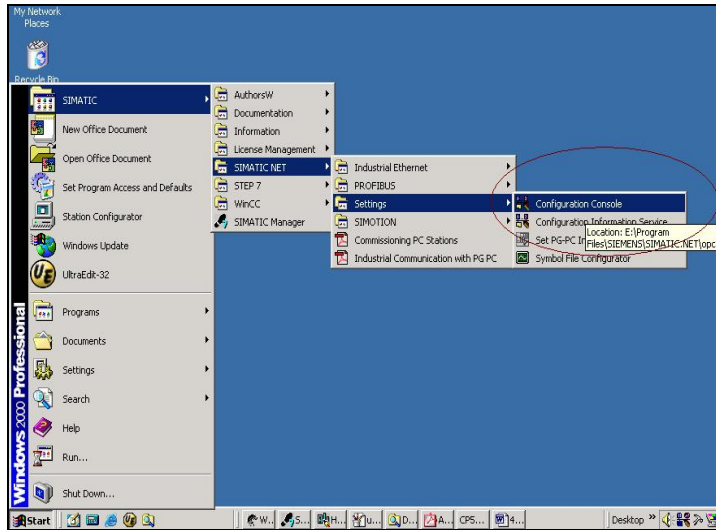 My Network
Places
Recycle Bin
SIMATIC
New Office Document
Open Office Document
Set Program Access and Defaults
Station Configurator
Windows Update
UltraEdit-32
Programs
Documents
Settings
Search
Help
Run...
Shut Down...
Windows 2000 Professional
AuthorsW
Documentation
Information
License Management
SIMATIC NET
STEP 7
WinCC
SIMATIC Manager
Industrial Ethernet
PROFIBUS
Settings
SIMOTION
Commissioning PC Stations
Industrial Communication with PG PC
Configuration Console
Configuration Information Service
Set PG-PC In
Symbol File Configurator
Location: E:\Program
Files\SIEMENS\SIMATIC.NET\opc
Start
W...
S...
H...
u...
D...
A...
CP5...
4...
Desktop »